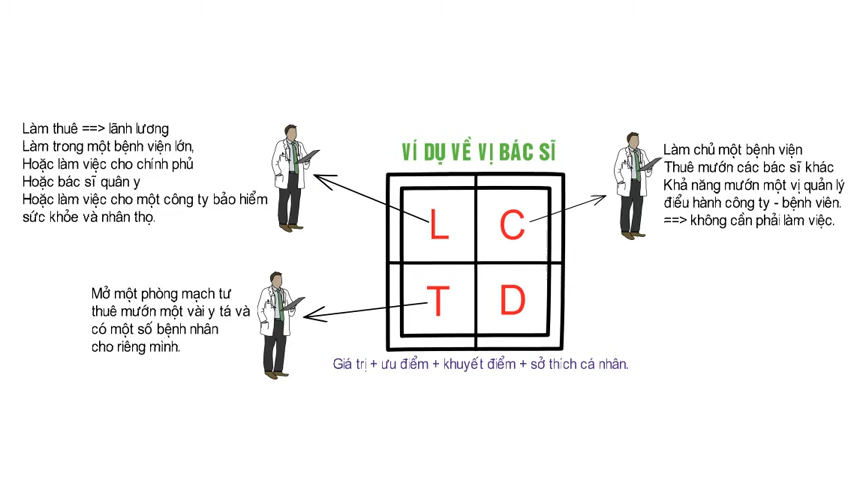 Làm thuê ==> lãnh lương
Làm trong một bệnh viện lớn,
Hoặc làm việc cho chính phủ
Hoặc bác sĩ quân y
Hoặc làm việc cho một công ty bảo hiểm
sức khỏe và nhân thọ.
VÍ DỤ VỀ VỊ BÁC SĨ
Làm chủ một bệnh viện
Thuê mướn các bác sĩ khác
Khả năng mướn một vị quản lý
điểu hành công ty - bệnh viên.
==> không cần phải làm việc.
L C
T D
Mở một phòng mạch tư
thuê mướn một vài y tá và
có một số bệnh nhân
cho riêng mình.
Giá trị + ưu điểm + khuyết điểm + sở thích cá nhân.